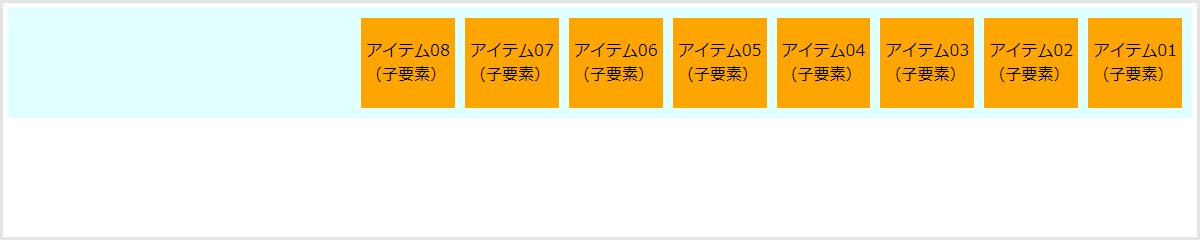 アイテム08
（子要素）
アイテム07
（子要素）
アイテム06
（子要素）
アイテム05
（子要素）
アイテム04
（子要素）
アイテム03
（子要素）
アイテム02
（子要素）
アイテム01
（子要素）